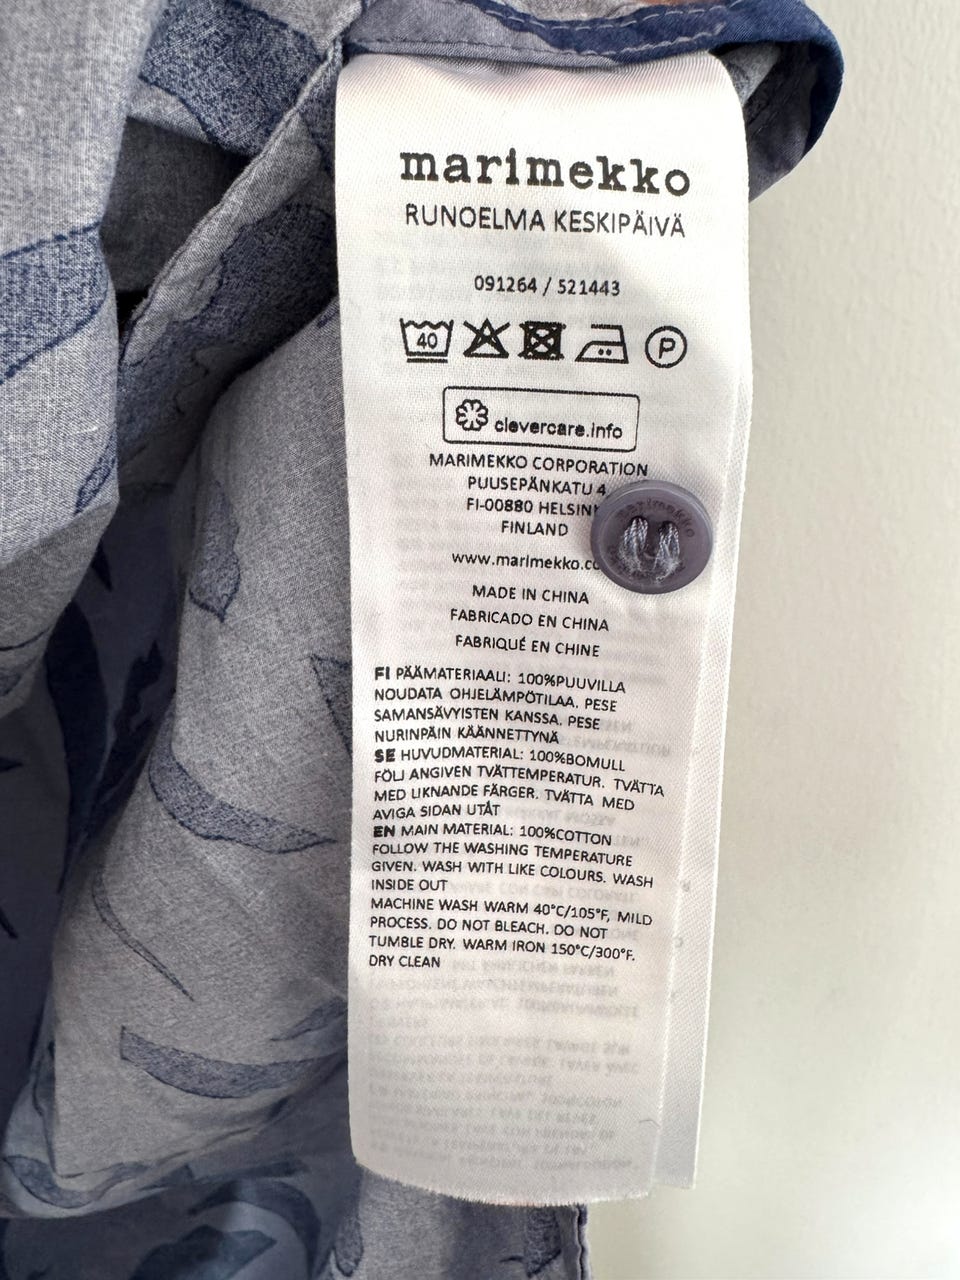 marimekko
RUNOELMA KESKIPÄIVÄ
091264 / 521443
40
P
clevercare.info
MARIMEKKO CORPORATION
PUUSEPÄNKATU 4
FI-00880 HELSIN
FINLAND
www.marimekko.co
marimekko
MADE IN CHINA
FABRICADO EN CHINA
FABRIQUÉ EN CHINE
FI PÄÄMATERIAALI: 100%PUUVILLA
NOUDATA OHJELÄMPÖTILAA. PESE
SAMANSÄVYISTEN KANSSA. PESE
NURINPÄIN KÄÄNNETTYNÄ
SE HUVUDMATERIAL: 100%BOMULL
FÖLJ ANGIVEN TVÄTTEMPERATUR. TVÄTTA
MED LIKNANDE FÄRGER. TVÄTTA MED
AVIGA SIDAN UTÅT
EN MAIN MATERIAL: 100%COTTON
FOLLOW THE WASHING TEMPERATURE
GIVEN. WASH WITH LIKE COLOURS. WASH
INSIDE OUT
MACHINE WASH WARM 40°C/105°F, MILD
PROCESS. DO NOT BLEACH. DO NOT
TUMBLE DRY. WARM IRON 150°C/300°F.
DRY CLEAN